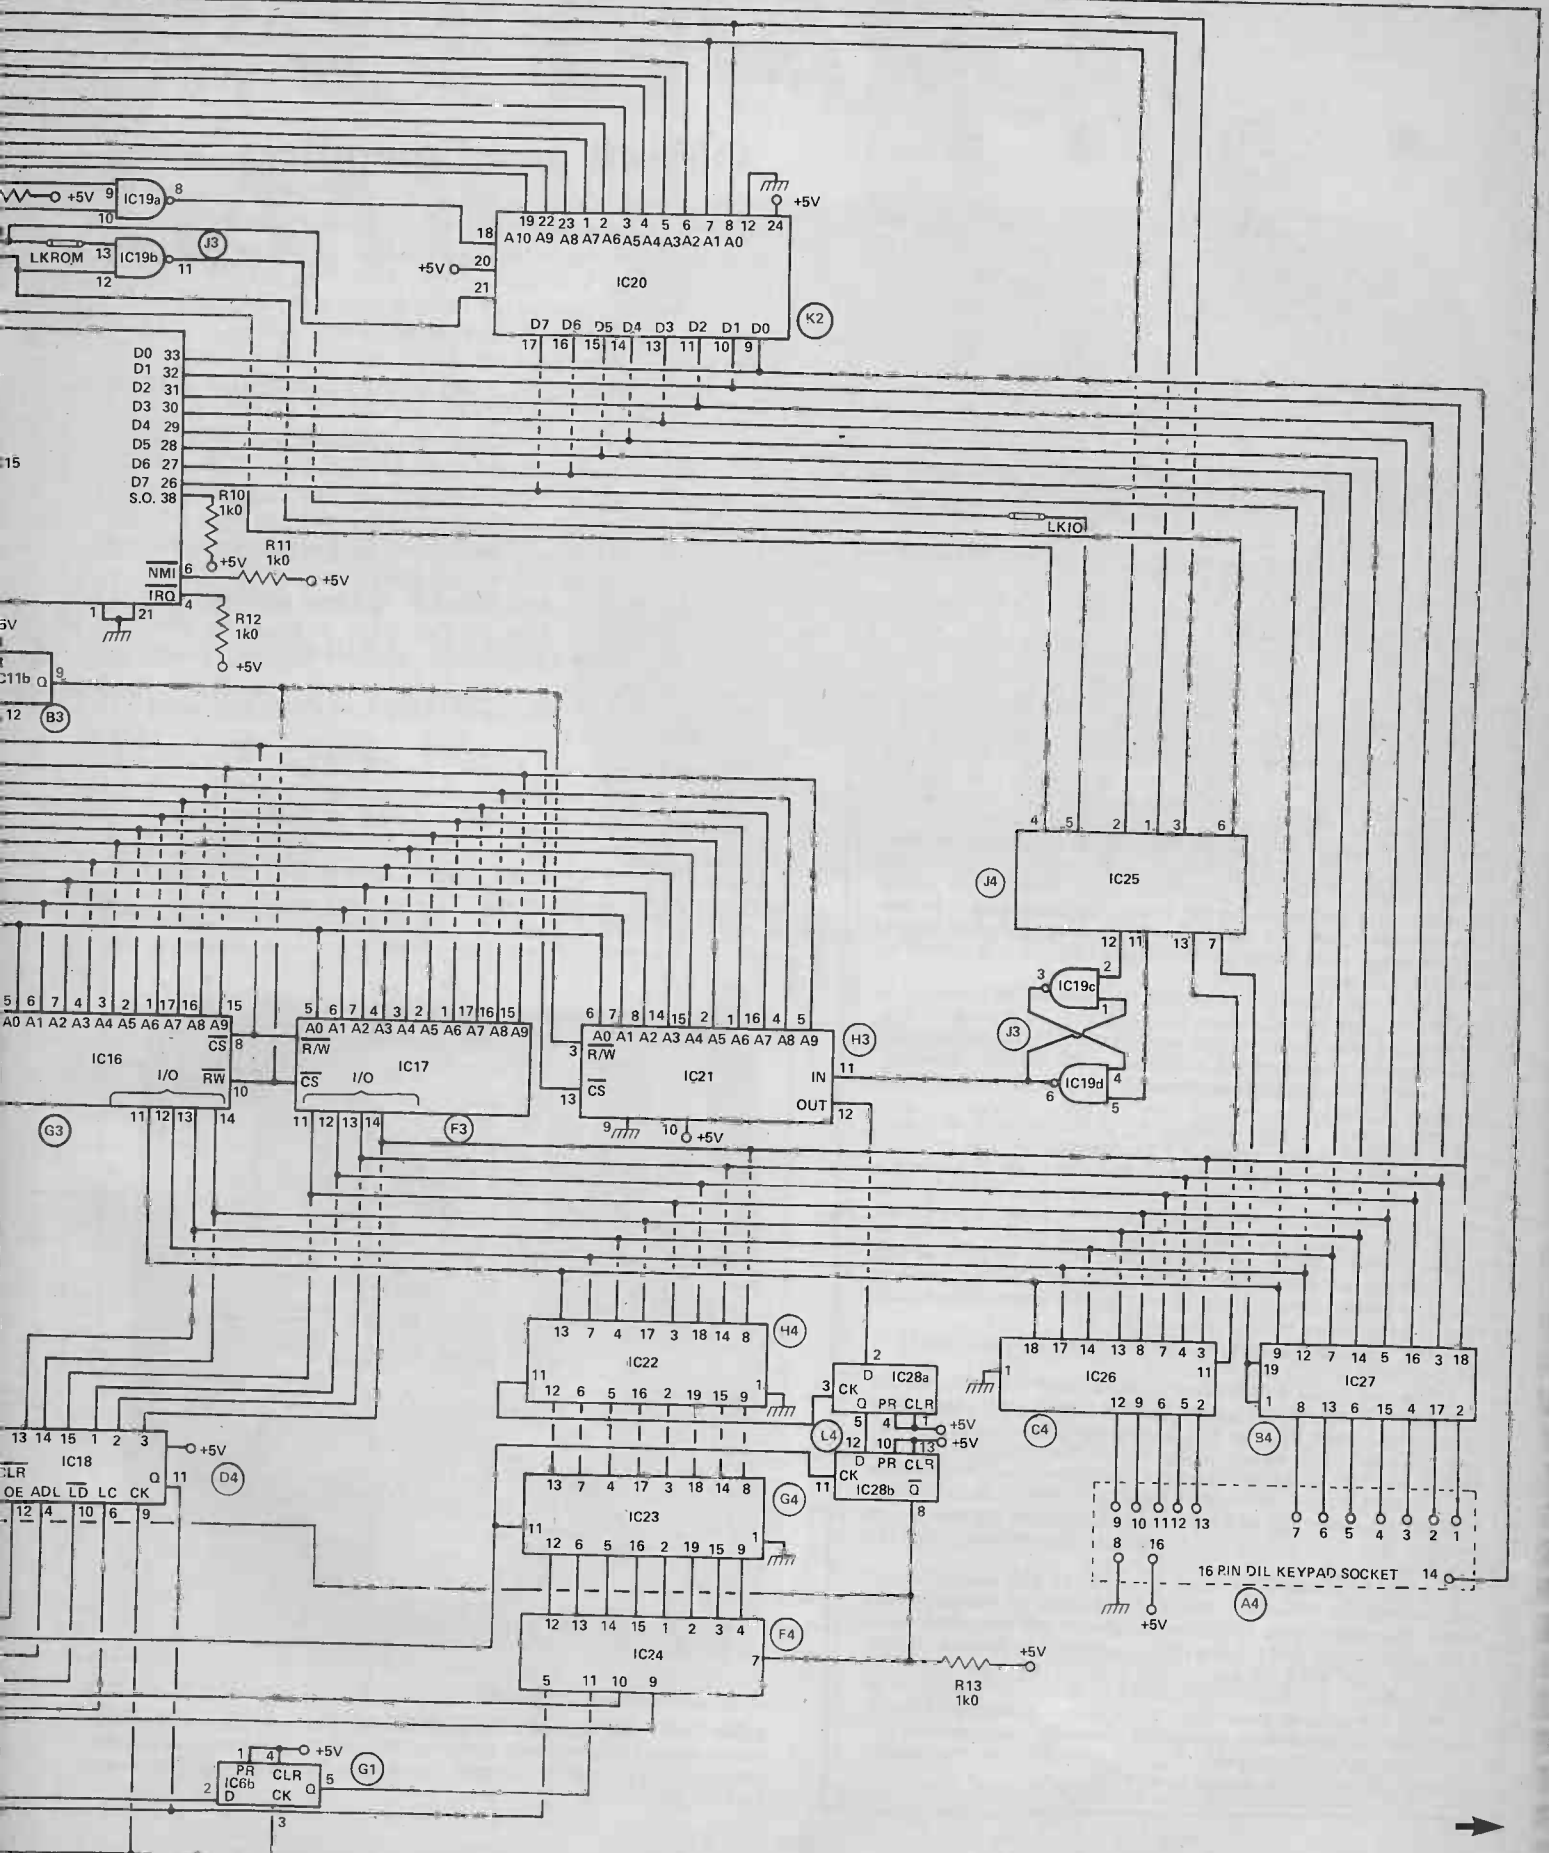 +5V 9 IC19a 8
10
LKROM 13 IC19b 11 J3
12
+5V
19 22 23 1 2 3 4 5 6 7 8 12 24
18 A10 A9 A8 A7 A6 A5 A4 A3 A2 A1 A0
+5V 20
IC20
21
K2
D7 D6 D5 D4 D3 D2 D1 D0
17 16 15 14 13 11 10 9
D0 33
D1 32
D2 31
D3 30
D4 29
D5 28
15
D6 27
D7 26
S.O. 38
R10
1k0
LKIO
+5V
R11
1k0
NMI 6
+5V
IRQ 4
1 21
R12
1k0
+5V
5V
C11b Q 9
12 B3
4 5 2 1 3 6
J4 IC25
12 11 13 7
3 IC19c 2
1
J3
6 IC19d 4
5
5 6 7 4 3 2 1 17 16 15
A0 A1 A2 A3 A4 A5 A6 A7 A8 A9
CS 8
IC16
I/O RW 10
G3 11 12 13 14
5 6 7 4 3 2 1 17 16 15
A0 A1 A2 A3 A4 A5 A6 A7 A8 A9
R/W
IC17
CS I/O
11 12 13 14 F3
6 7 8 14 15 2 1 16 4 5
A0 A1 A2 A3 A4 A5 A6 A7 A8 A9
3 R/W H3
IC21 IN 11
13 CS
OUT 12
9 10 +5V
13 7 4 17 3 18 14 8 H4
IC22
11 1
12 6 5 16 2 19 15 9
2
D IC28a
3 CK
Q PR CLR
5 4 1 +5V
L4 12 10 13 +5V
D PR CLR
CK
11 IC28b Q
8
18 17 14 13 8 7 4 3
1 11
IC26
12 9 6 5 2
C4
9 12 7 14 5 16 3 18
19
IC27
1
8 13 6 15 4 17 2
B4
9 10 11 12 13
7 6 5 4 3 2 1
8 16
16 PIN DIL KEYPAD SOCKET 14
A4
+5V
13 14 15 1 2 3
+5V
IC18
CLR Q 11 D4
OE ADL LD LC CK
12 4 10 6 9
13 7 4 17 3 18 14 8 G4
IC23
11 1
12 6 5 16 2 19 15 9
12 13 14 15 1 2 3 4 F4
IC24 7
5 11 10 9
R13
1k0
+5V
1 4 +5V
PR CLR
IC6b Q 5 G1
2 D CK
3